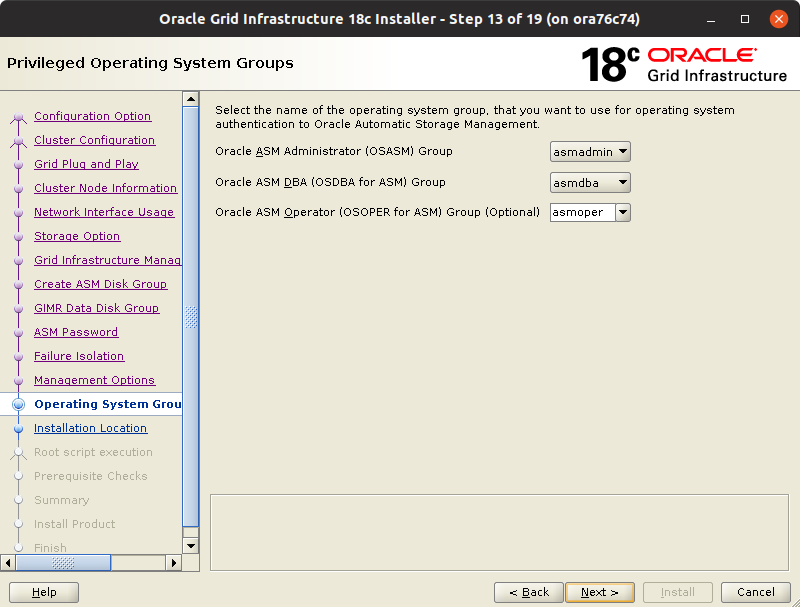 Oracle Grid Infrastructure 18c Installer - Step 13 of 19 (on ora76c74)
Privileged Operating System Groups
18c ORACLE
Grid Infrastructure
Configuration Option
Cluster Configuration
Grid Plug and Play
Cluster Node Information
Network Interface Usage
Storage Option
Grid Infrastructure Manag
Create ASM Disk Group
GIMR Data Disk Group
ASM Password
Failure Isolation
Management Options
Operating System Grou
Installation Location
Root script execution
Prerequisite Checks
Summary
Install Product
Finish
Select the name of the operating system group, that you want to use for operating system
authentication to Oracle Automatic Storage Management.
Oracle ASM Administrator (OSASM) Group asmadmin
Oracle ASM DBA (OSDBA for ASM) Group asmdba
Oracle ASM Operator (OSOPER for ASM) Group (Optional) asmoper
Help < Back Next > Install Cancel